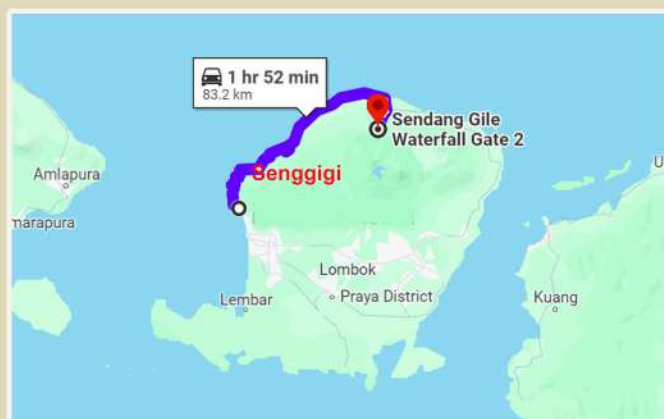 1 hr 52 min
83.2 km
Sendang Gile
Waterfall Gate 2
Senggigi
Amlapura
marapura
Lombok
Lembar
Praya District
Kuang
U